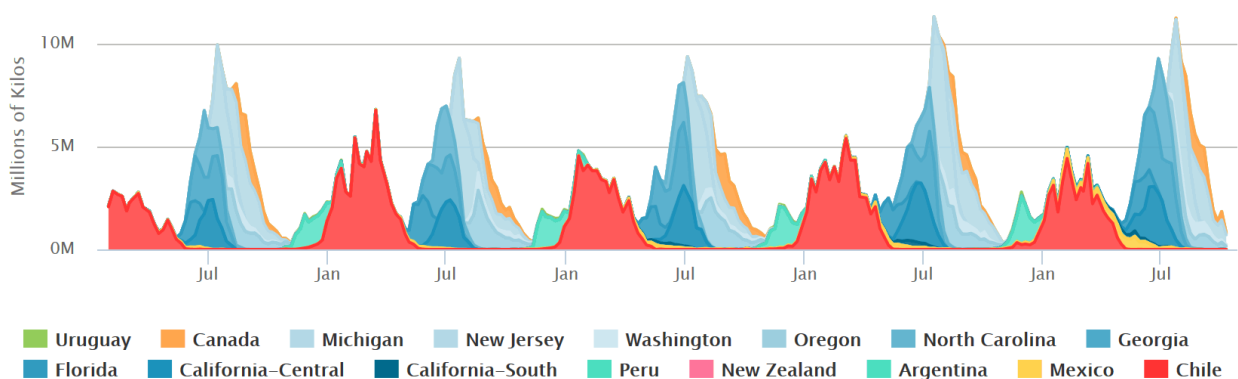 Millions of Kilos
10M
5M
0M
Jul Jan Jul Jan Jul Jan Jul Jan Jul
Uruguay Canada Michigan New Jersey Washington Oregon North Carolina Georgia
Florida California-Central California-South Peru New Zealand Argentina Mexico Chile